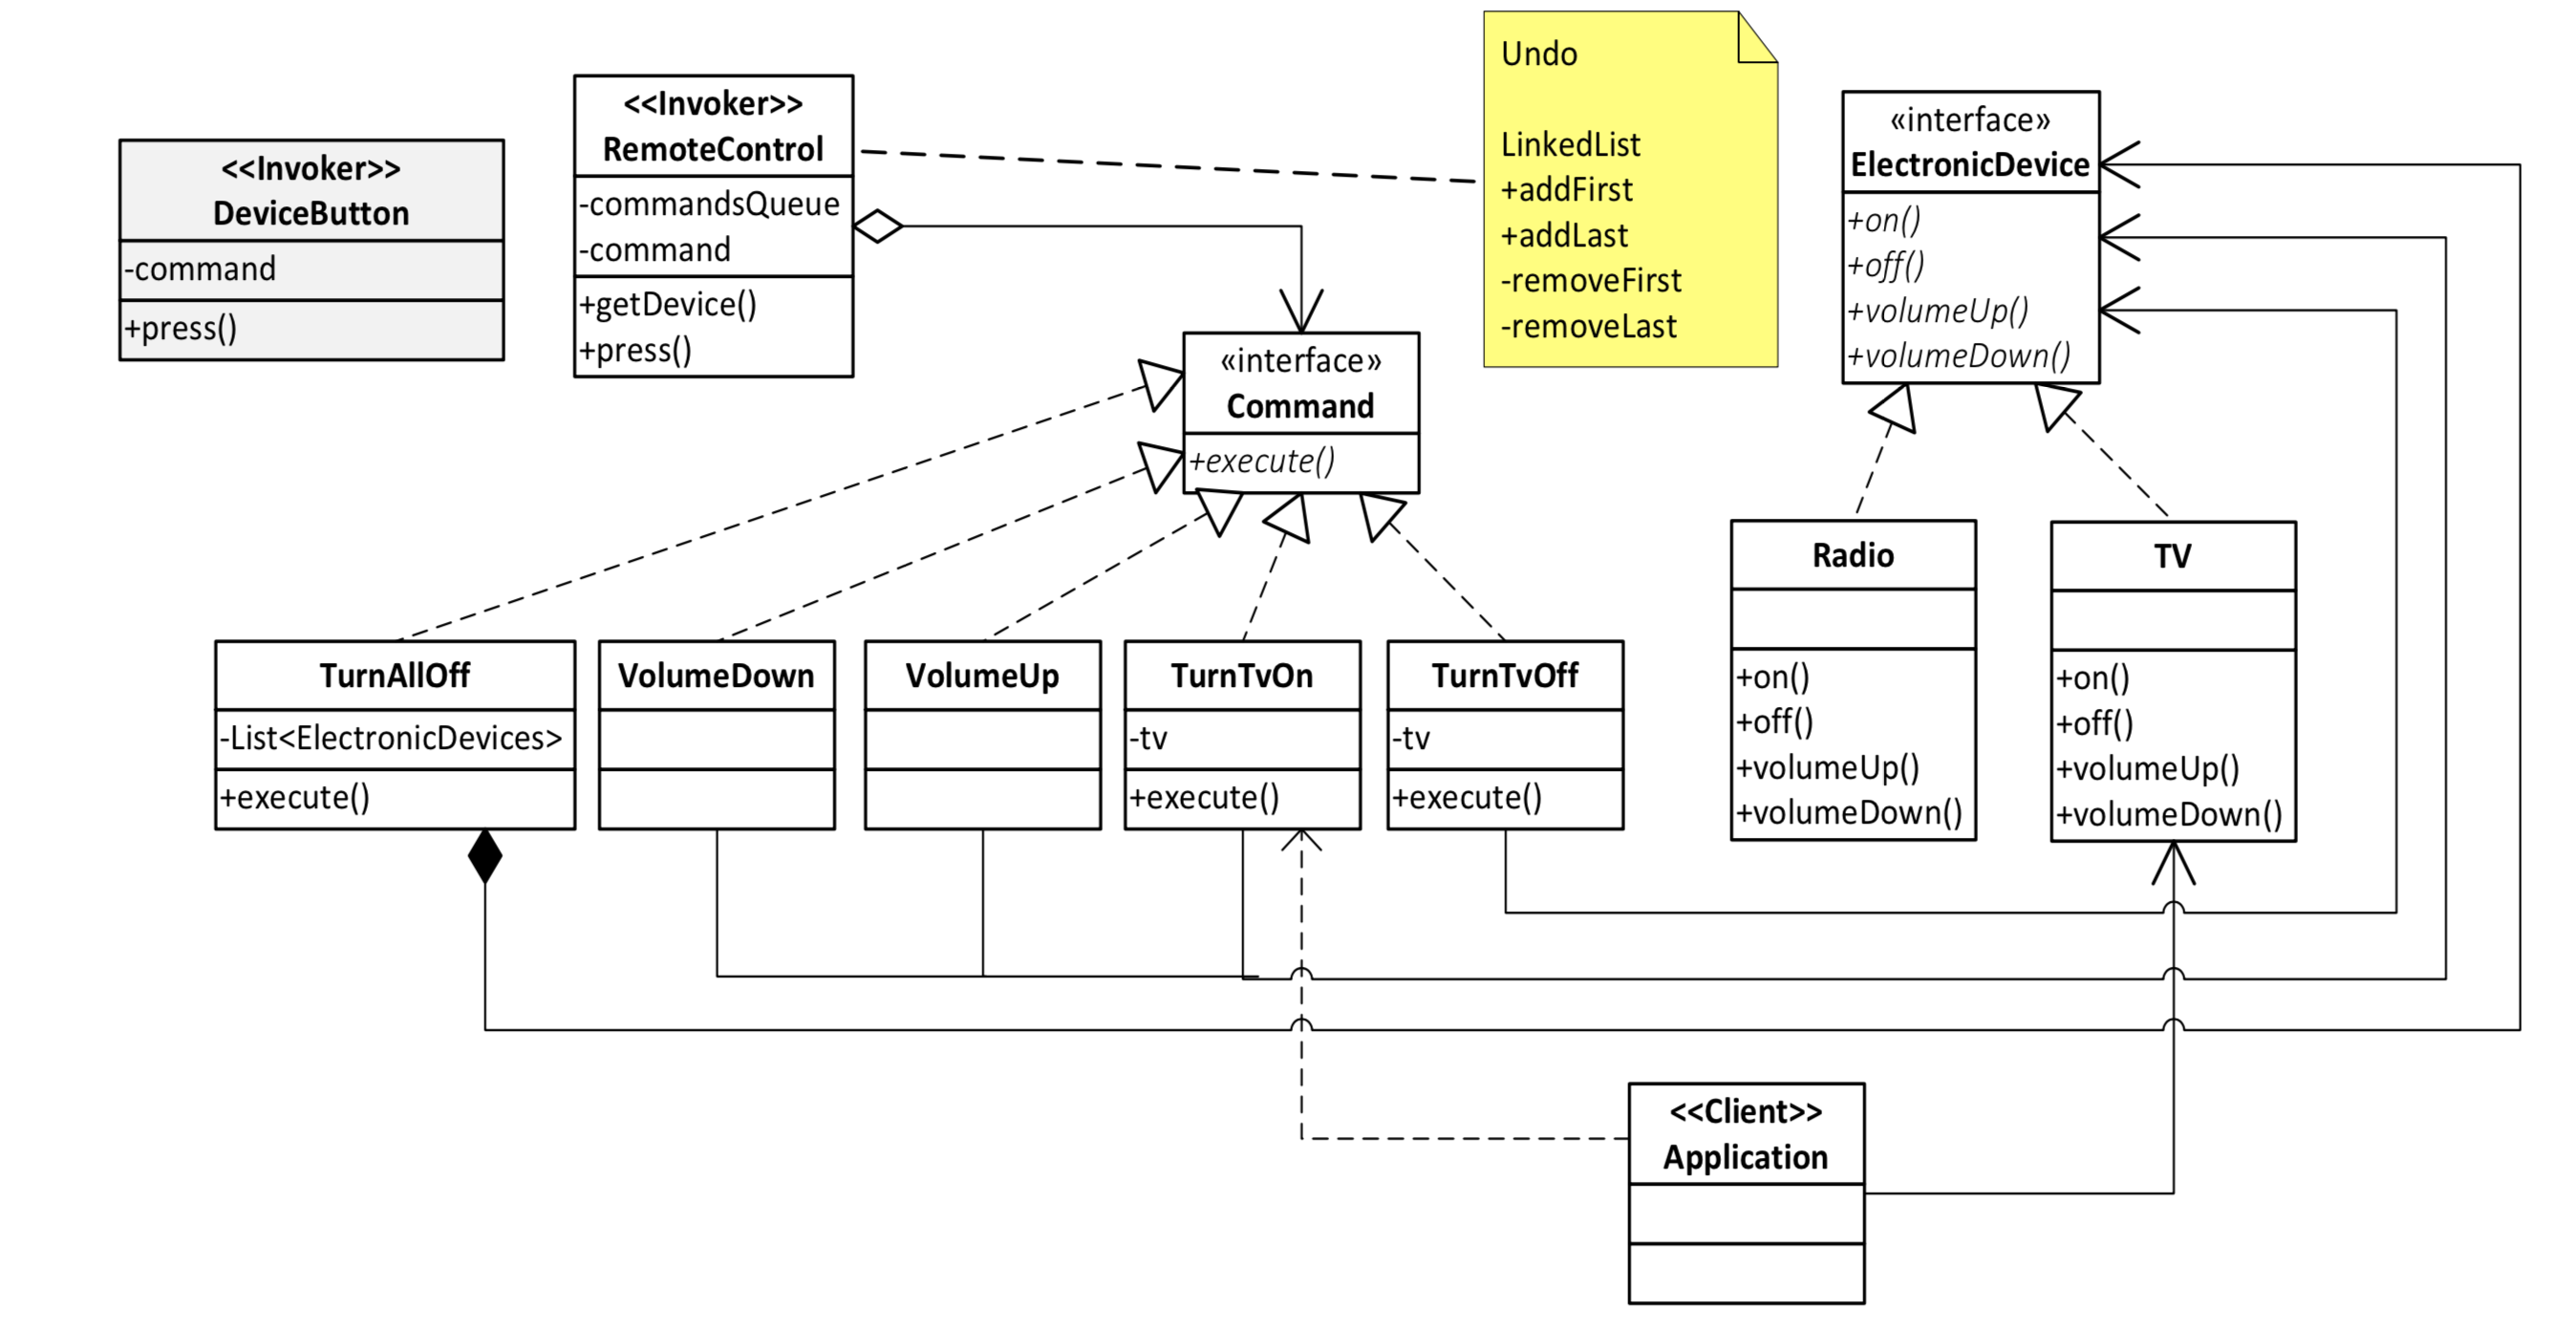 <<Invoker>>
DeviceButton
-command
+press()
<<Invoker>>
RemoteControl
-commandsQueue
-command
+getDevice()
+press()
Undo
LinkedList
+addFirst
+addLast
-removeFirst
-removeLast
«interface»
ElectronicDevice
+on()
+off()
+volumeUp()
+volumeDown()
«interface»
Command
+execute()
TurnAllOff
-List<ElectronicDevices>
+execute()
VolumeDown
VolumeUp
TurnTvOn
-tv
+execute()
TurnTvOff
-tv
+execute()
Radio
+on()
+off()
+volumeUp()
+volumeDown()
TV
+on()
+off()
+volumeUp()
+volumeDown()
<<Client>>
Application